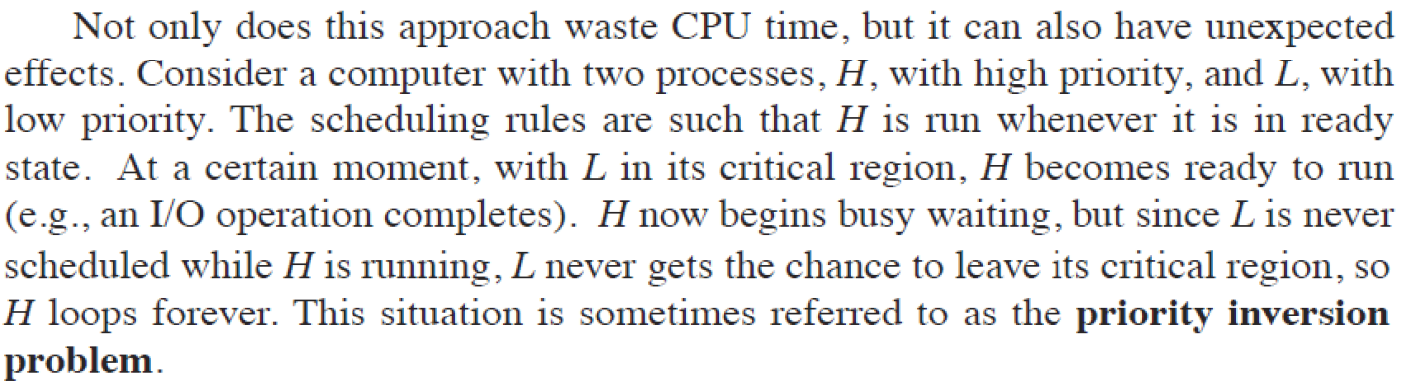 Not only does this approach waste CPU time, but it can also have unexpected
effects. Consider a computer with two processes, H, with high priority, and L, with
low priority. The scheduling rules are such that H is run whenever it is in ready
state. At a certain moment, with L in its critical region, H becomes ready to run
(e.g., an I/O operation completes). H now begins busy waiting, but since L is never
scheduled while H is running, L never gets the chance to leave its critical region, so
H loops forever. This situation is sometimes referred to as the priority inversion
problem.